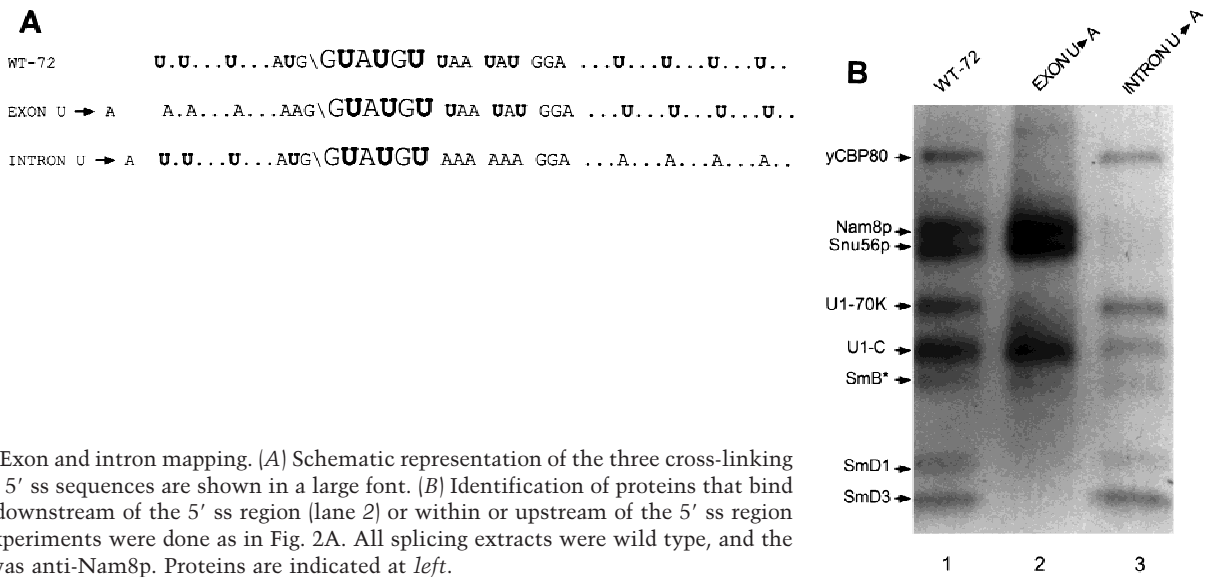 A
WT-72 U.U...U...AUG\GUAUGU UAA UAU GGA ...U...U...U...U..
EXON U → A A.A...A...AAG\GUAUGU UAA UAU GGA ...U...U...U...U..
INTRON U → A U.U...U...AUG\GUAUGU AAA AAA GGA ...A...A...A...A..
B
WT-72 EXON U→A INTRON U→A
yCBP80
Nam8p
Snu56p
U1-70K
U1-C
SmB*
SmD1
SmD3
1 2 3
Exon and intron mapping. (A) Schematic representation of the three cross-linking
5′ ss sequences are shown in a large font. (B) Identification of proteins that bind
downstream of the 5′ ss region (lane 2) or within or upstream of the 5′ ss region
xperiments were done as in Fig. 2A. All splicing extracts were wild type, and the
vas anti-Nam8p. Proteins are indicated at left.